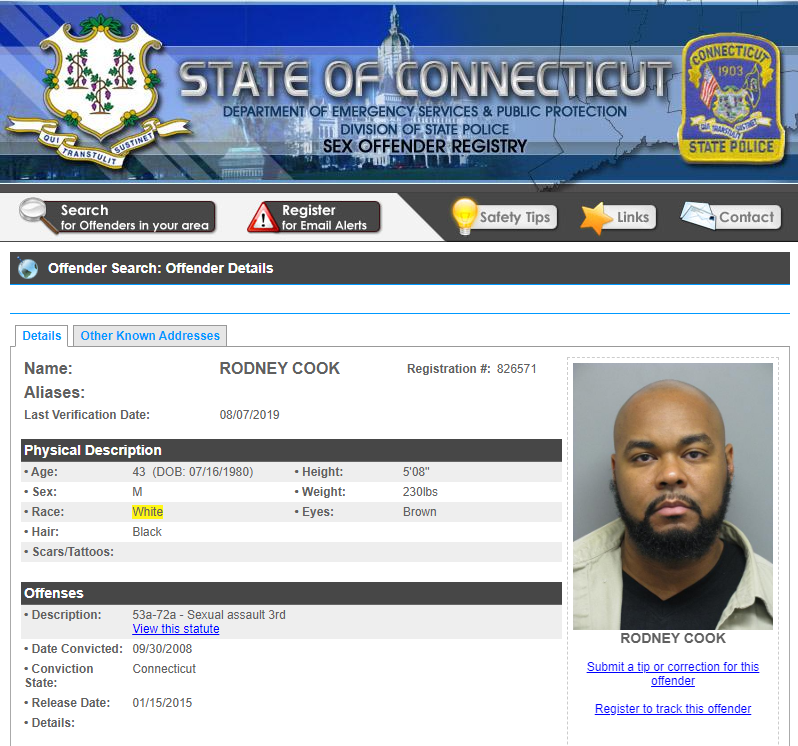 STATE OF CONNECTICUT
DEPARTMENT OF EMERGENCY SERVICES & PUBLIC PROTECTION
DIVISION OF STATE POLICE
SEX OFFENDER REGISTRY
QUI TRANSTULIT SUSTINET
CONNECTICUT
1903
QUI TRANSTULIT SUSTINET
STATE POLICE
Search
for Offenders in your area
Register
for Email Alerts
Safety Tips
Links
Contact
Offender Search: Offender Details
Details
Other Known Addresses
Name: RODNEY COOK Registration #: 826571
Aliases:
Last Verification Date: 08/07/2019
Physical Description
• Age: 43 (DOB: 07/16/1980) • Height: 5'08"
• Sex: M • Weight: 230lbs
• Race: White • Eyes: Brown
• Hair: Black
• Scars/Tattoos:
Offenses
• Description: 53a-72a - Sexual assault 3rd
View this statute
• Date Convicted: 09/30/2008
• Conviction State: Connecticut
• Release Date: 01/15/2015
• Details:
RODNEY COOK
Submit a tip or correction for this
offender
Register to track this offender